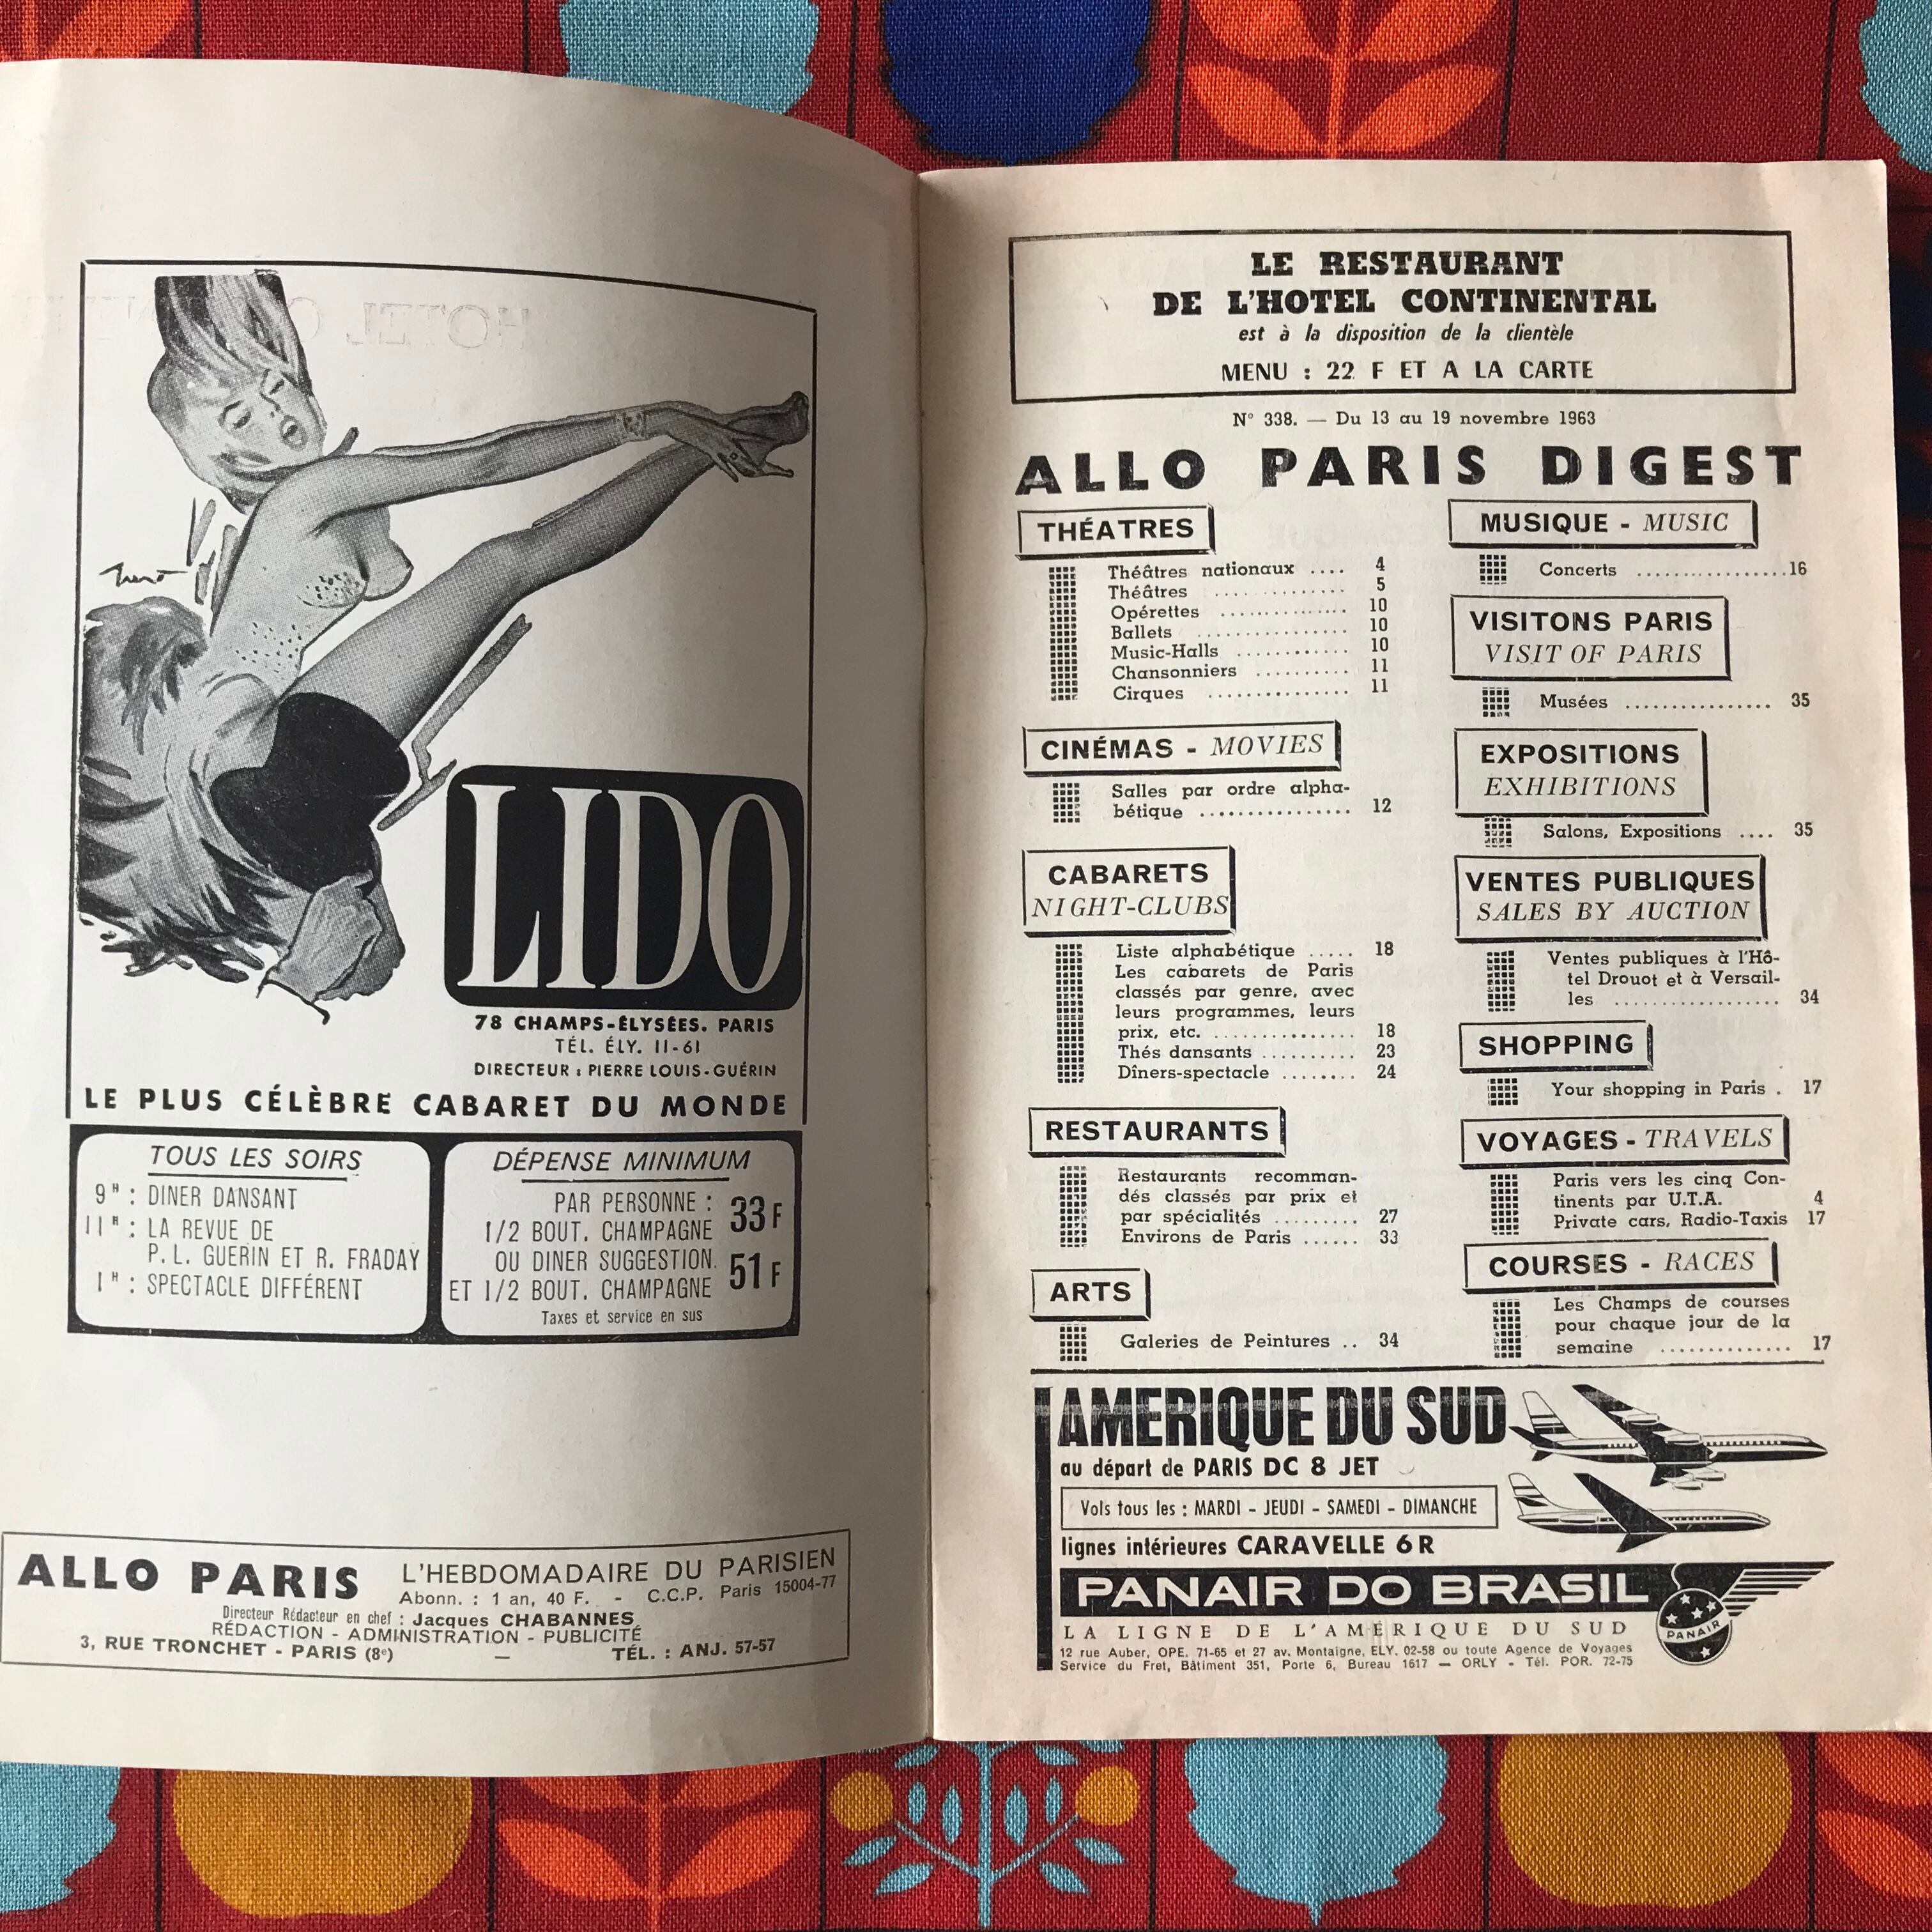 LIDO
78 CHAMPS-ÉLYSÉES. PARIS
TÉL. ÉLY. 11-61
DIRECTEUR : PIERRE LOUIS-GUÉRIN
LE PLUS CÉLÈBRE CABARET DU MONDE
TOUS LES SOIRS
9H : DINER DANSANT
11H : LA REVUE DE
P. L. GUERIN ET R. FRADAY
1H : SPECTACLE DIFFÉRENT
DÉPENSE MINIMUM
PAR PERSONNE :
1/2 BOUT. CHAMPAGNE 33 F
OU DINER SUGGESTION.
ET 1/2 BOUT. CHAMPAGNE 51 F
Taxes et service en sus
ALLO PARIS L'HEBDOMADAIRE DU PARISIEN
Abonn. : 1 an, 40 F. - C.C.P. Paris 15004-77
Directeur Rédacteur en chef : Jacques CHABANNES
RÉDACTION - ADMINISTRATION - PUBLICITÉ
3, RUE TRONCHET - PARIS (8e) — TÉL. : ANJ. 57-57
LE RESTAURANT
DE L'HOTEL CONTINENTAL
est à la disposition de la clientèle
MENU : 22 F ET A LA CARTE
N° 338. — Du 13 au 19 novembre 1963
ALLO PARIS DIGEST
THÉATRES
Théâtres nationaux .... 4
Théâtres .............. 5
Opérettes ............. 10
Ballets ............... 10
Music-Halls ........... 10
Chansonniers .......... 11
Cirques ............... 11
CINÉMAS - MOVIES
Salles par ordre alpha-
bétique ................ 12
CABARETS
NIGHT-CLUBS
Liste alphabétique ..... 18
Les cabarets de Paris
classés par genre, avec
leurs programmes, leurs
prix, etc. .............. 18
Thés dansants .......... 23
Dîners-spectacle ........ 24
RESTAURANTS
Restaurants recomman-
dés classés par prix et
par spécialités ......... 27
Environs de Paris ...... 33
ARTS
Galeries de Peintures .. 34
MUSIQUE - MUSIC
Concerts ................16
VISITONS PARIS
VISIT OF PARIS
Musées ................ 35
EXPOSITIONS
EXHIBITIONS
Salons, Expositions .... 35
VENTES PUBLIQUES
SALES BY AUCTION
Ventes publiques à l'Hô-
tel Drouot et à Versail-
les .................. 34
SHOPPING
Your shopping in Paris . 17
VOYAGES - TRAVELS
Paris vers les cinq Con-
tinents par U.T.A. 4
Private cars, Radio-Taxis 17
COURSES - RACES
Les Champs de courses
pour chaque jour de la
semaine .............. 17
AMERIQUE DU SUD
au départ de PARIS DC 8 JET
Vols tous les : MARDI - JEUDI - SAMEDI - DIMANCHE
lignes intérieures CARAVELLE 6 R
PANAIR DO BRASIL
PANAIR
LA LIGNE DE L'AMÉRIQUE DU SUD
12 rue Auber, OPE. 71-65 et 27 av. Montaigne, ELY. 02-58 ou toute Agence de Voyages
Service du Fret, Bâtiment 351, Porte 6, Bureau 1617 — ORLY - Tél. POR. 72-75